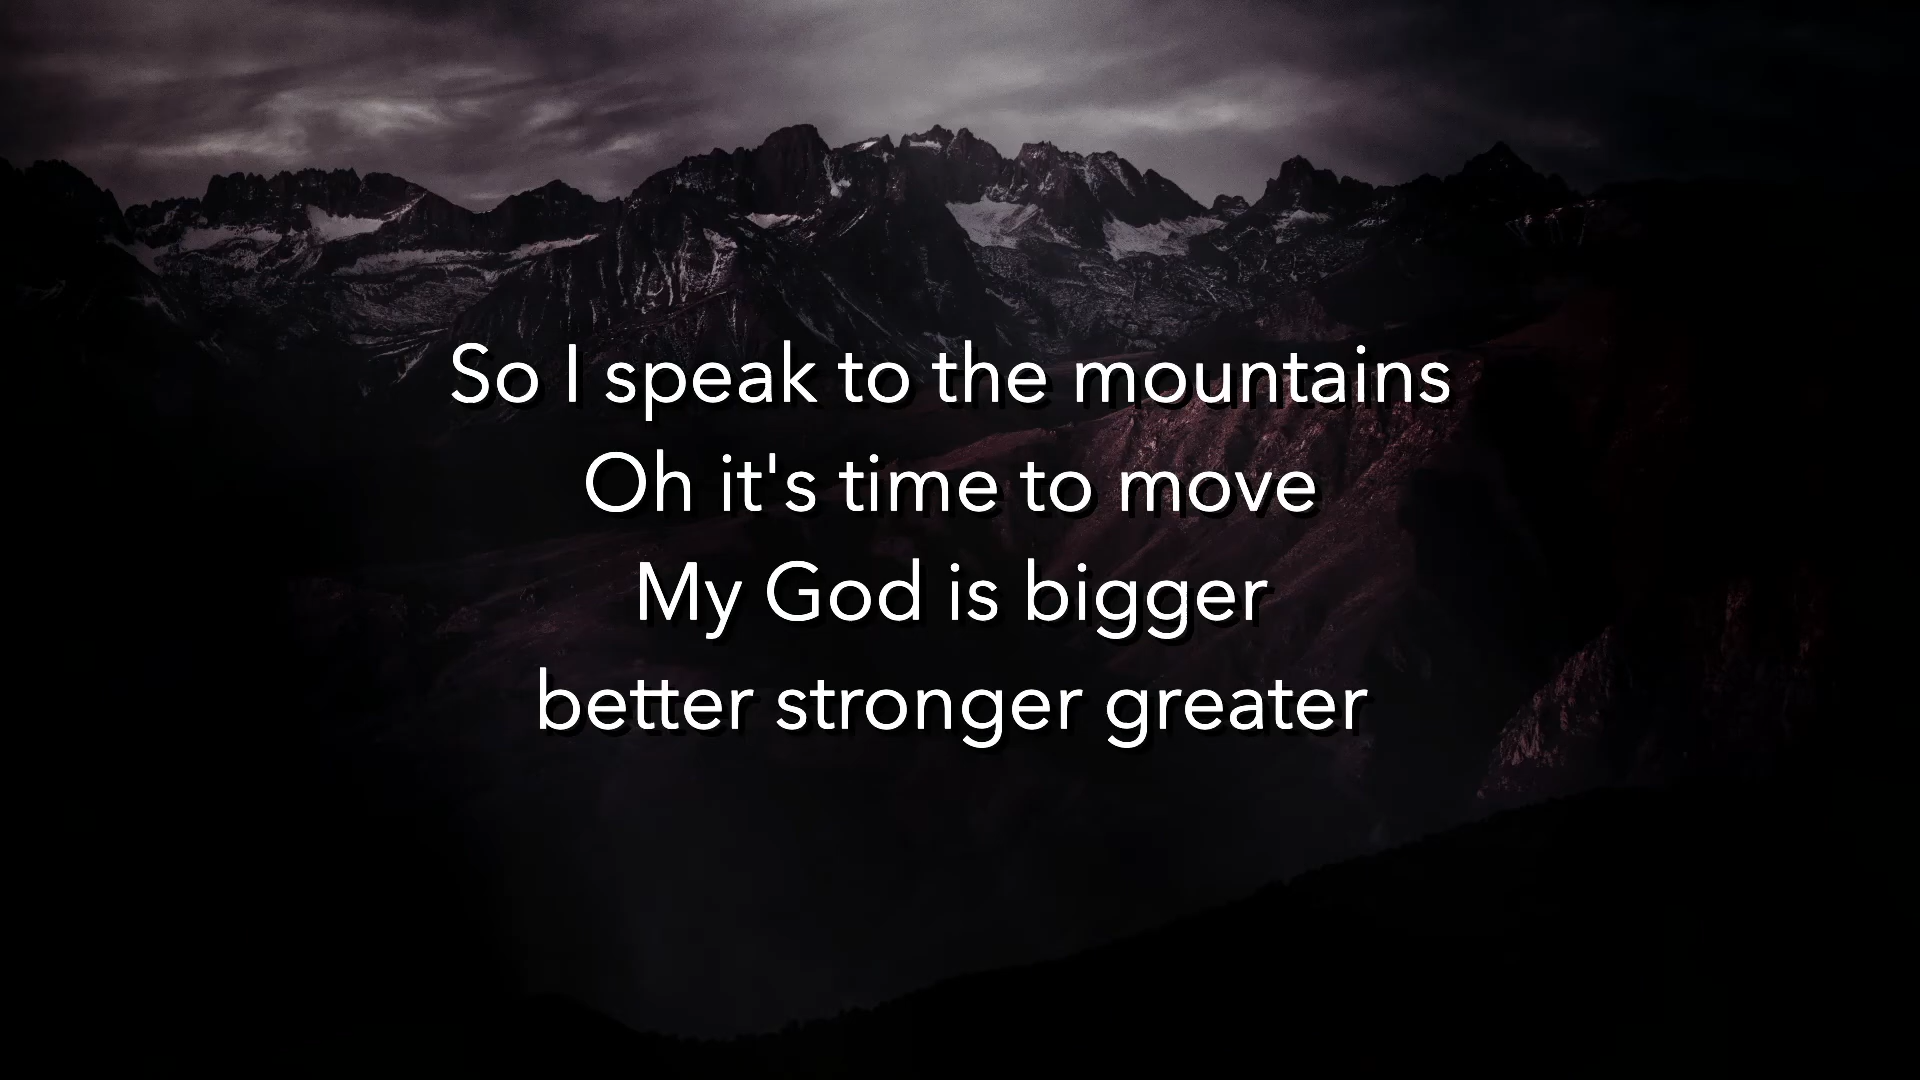 So I speak to the mountains
Oh it's time to move
My God is bigger
better stronger greater